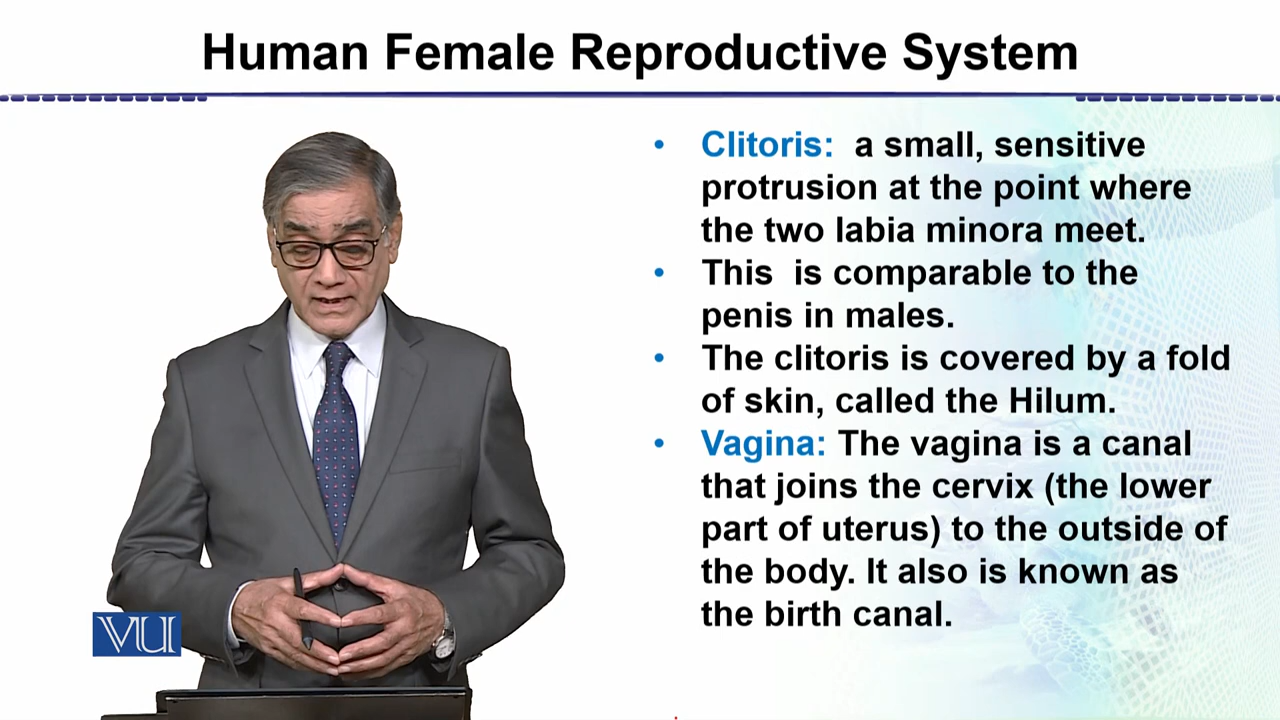 Human Female Reproductive System
• Clitoris:  a small, sensitive
protrusion at the point where
the two labia minora meet.
• This  is comparable to the
penis in males.
• The clitoris is covered by a fold
of skin, called the Hilum.
• Vagina: The vagina is a canal
that joins the cervix (the lower
part of uterus) to the outside of
the body. It also is known as
the birth canal.
VU